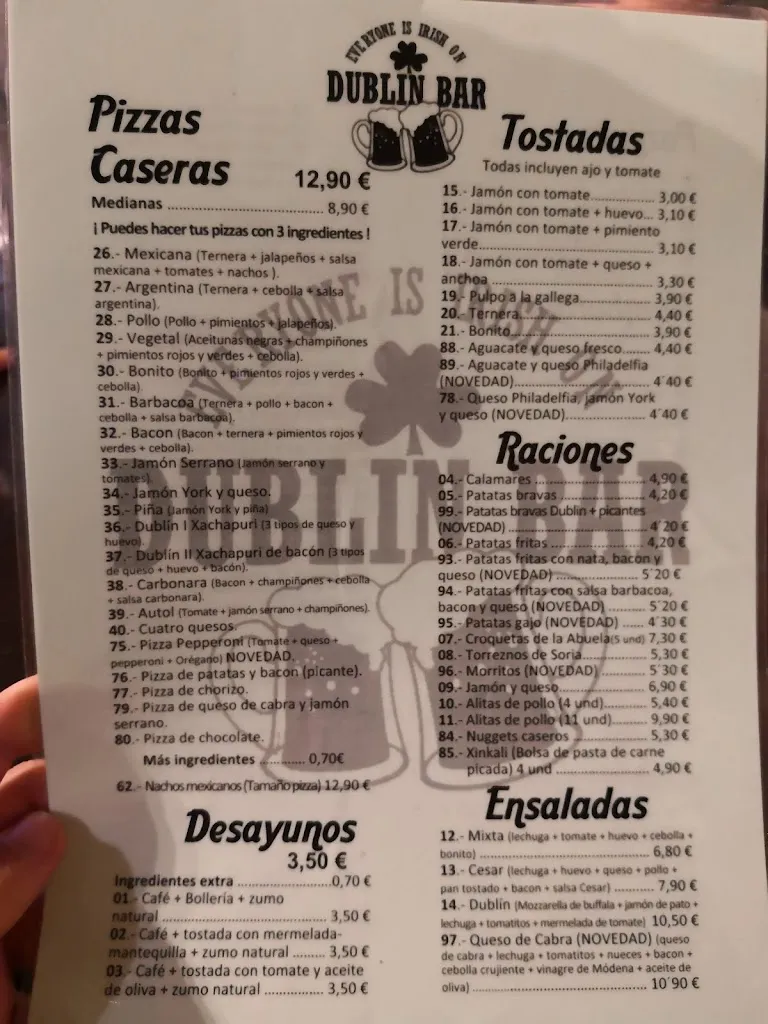 EVERYONE IS IRISH ON
DUBLIN BAR
Pizzas
Caseras 12,90 €
Medianas .................................. 8,90 €
¡ Puedes hacer tus pizzas con 3 ingredientes !
26.- Mexicana (Ternera + jalapeños + salsa
mexicana + tomates + nachos ).
27.- Argentina (Ternera + cebolla + salsa
argentina).
28.- Pollo (Pollo + pimientos + jalapeños).
29.- Vegetal (Aceitunas negras + champiñones
+ pimientos rojos y verdes + cebolla).
30.- Bonito (Bonito + pimientos rojos y verdes +
cebolla)
31.- Barbacoa (Ternera + pollo + bacon +
cebolla + salsa barbacoa).
32.- Bacon (Bacon + ternera + pimientos rojos y
verdes + cebolla).
33.- Jamón Serrano (Jamón serrano y
tomates).
34.- Jamón York y queso.
35.- Piña (Jamón York y piña)
36.- Dublín I Xachapuri (3 tipos de queso y
huevo).
37.- Dublín II Xachapuri de bacón (3 tipos
de queso + huevo + bacón).
38.- Carbonara (Bacon + champiñones + cebolla
+ salsa carbonara).
39.- Autol (Tomate + jamón serrano + champiñones).
40.- Cuatro quesos.
75.- Pizza Pepperoni (Tomate + queso +
pepperoni + Orégano) NOVEDAD.
76.- Pizza de patatas y bacon (picante).
77.- Pizza de chorizo.
79.- Pizza de queso de cabra y jamón
serrano.
80.- Pizza de chocolate.
Más ingredientes ........... 0,70€
62.- Nachos mexicanos (Tamaño pizza) 12,90 €
Desayunos
3,50 €
Ingredientes extra ......................0,70 €
01.- Café + Bollería + zumo
natural ....................................... 3,50 €
02.- Café + tostada con mermelada-
mantequilla + zumo natural ........ 3,50 €
03.- Café + tostada con tomate y aceite
de oliva + zumo natural .............. 3,50 €
Tostadas
Todas incluyen ajo y tomate
15.- Jamón con tomate................ 3,00 €
16.- Jamón con tomate + huevo... 3,10 €
17.- Jamón con tomate + pimiento
verde.......................................... 3,10 €
18.- Jamón con tomate + queso +
anchoa ....................................... 3,30 €
19.- Pulpo a la gallega................. 3,90 €
20.- Ternera................................ 4,40 €
21.- Bonito.................................. 3,90 €
88.- Aguacate y queso fresco....... 4,40 €
89.- Aguacate y queso Philadelfia
(NOVEDAD)................................ 4´40 €
78.- Queso Philadelfia, jamón York
y queso (NOVEDAD)................... 4´40 €
Raciones
04.- Calamares ........................... 4,90 €
05.- Patatas bravas ..................... 4,20 €
99.- Patatas bravas Dublin + picantes
(NOVEDAD) ................................ 4´20 €
06.- Patatas fritas ........................ 4,20 €
93.- Patatas fritas con nata, bacon y
queso (NOVEDAD) ..................... 5´20 €
94.- Patatas fritas con salsa barbacoa,
bacon y queso (NOVEDAD) ......... 5´20 €
95.- Patatas gajo (NOVEDAD) ..... 4´30 €
07.- Croquetas de la Abuela(5 und) 7,30 €
08.- Torreznos de Soria................ 5,30 €
96.- Morritos (NOVEDAD) ........... 5´30 €
09.- Jamón y queso...................... 6,90 €
10.- Alitas de pollo (4 und)........... 5,40 €
11.- Alitas de pollo (11 und)......... 9,90 €
84.- Nuggets caseros ................... 5,30 €
85.- Xinkali (Bolsa de pasta de carne
picada) 4 und ........................ 4,90 €
Ensaladas
12.- Mixta (lechuga + tomate + huevo + cebolla +
bonito) ........................................ 6,80 €
13.- Cesar (lechuga + huevo + queso + pollo +
pan tostado + bacon + salsa Cesar) .......... 7,90 €
14.- Dublín (Mozzarella de buffala + jamón de pato +
lechuga + tomatitos + mermelada de tomate) 10,50 €
97.- Queso de Cabra (NOVEDAD) (queso
de cabra + lechuga + tomatitos + nueces + bacon +
cebolla crujiente + vinagre de Módena + aceite de
oliva) .......................................... 10´90 €
EVERYONE IS IRISH ON
DUBLIN BAR